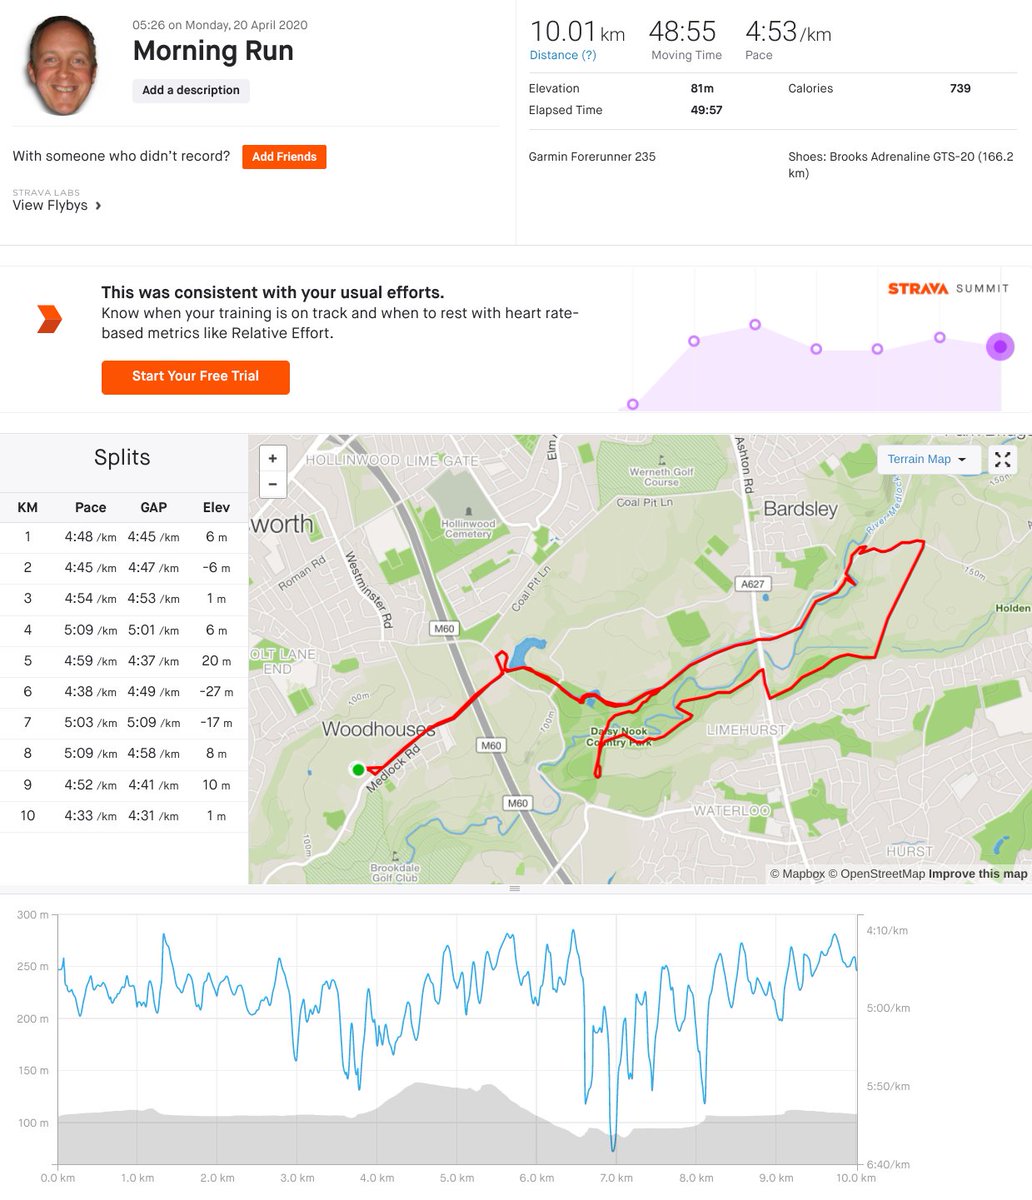 05:26 on Monday, 20 April 2020
Morning Run
Add a description
With someone who didn't record? Add Friends
STRAVA LABS
View Flybys ›
10.01 km 48:55 4:53/km
Distance (?) Moving Time Pace
Elevation 81m Calories 739
Elapsed Time 49:57
Garmin Forerunner 235 Shoes: Brooks Adrenaline GTS-20 (166.2
km)
This was consistent with your usual efforts.
Know when your training is on track and when to rest with heart rate-
based metrics like Relative Effort.
Start Your Free Trial
STRAVA SUMMIT
Splits
KM Pace GAP Elev
1 4:48 /km 4:45 /km 6 m
2 4:45 /km 4:47 /km -6 m
3 4:54 /km 4:53 /km 1 m
4 5:09 /km 5:01 /km 6 m
5 4:59 /km 4:37 /km 20 m
6 4:38 /km 4:49 /km -27 m
7 5:03 /km 5:09 /km -17 m
8 5:09 /km 4:58 /km 8 m
9 4:52 /km 4:41 /km 10 m
10 4:33 /km 4:31 /km 1 m
+
−
HOLLINWOOD LIME GATE
Elm
Ashton Rd
Terrain Map
150m
Werneth Golf
Course
Coal Pit Ln
Bardsley
River Medlock
worth
Hollinwood
Cemetery
Roman Rd
Westminster Rd
Coal Pit Ln
A627
150m
Holden
M60
OLT LANE
END
100m
Woodhouses
100m
Daisy Nook
Country Park
LIMEHURST
M60
Medlock Rd
M60
WATERLOO
100m
Brookdale
Golf Club
HURST
© Mapbox © OpenStreetMap Improve this map
300 m
250 m
200 m
150 m
100 m
4:10/km
5:00/km
5:50/km
6:40/km
0.0 km 1.0 km 2.0 km 3.0 km 4.0 km 5.0 km 6.0 km 7.0 km 8.0 km 9.0 km 10.0 km